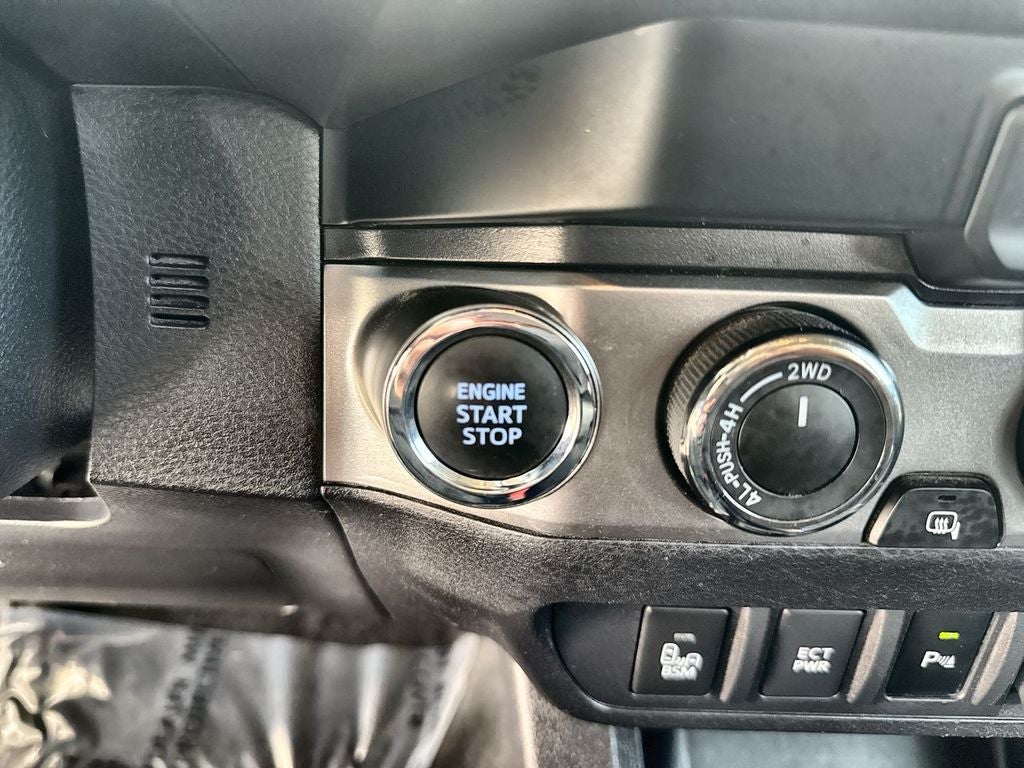 ENGINE
START
STOP
2WD
4L-PUSH-4H
BSM
ECT
PWR
P